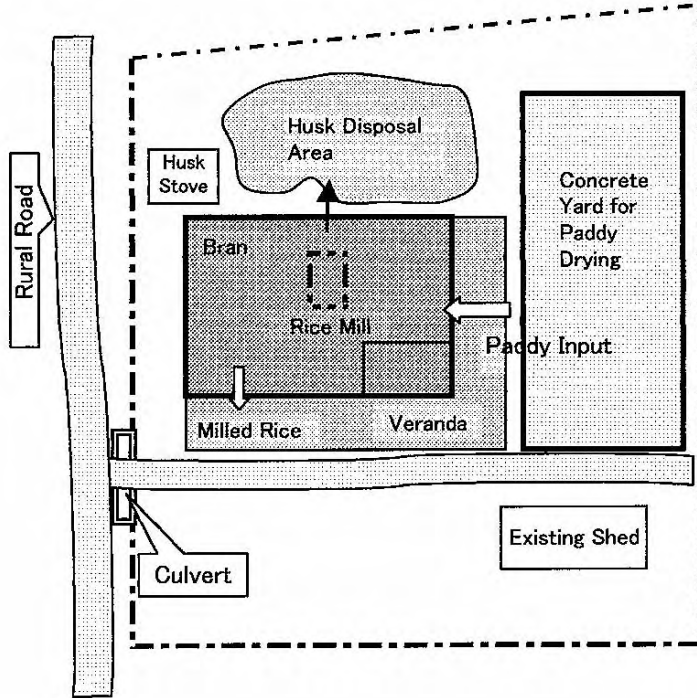 Husk Disposal
Area
Husk
Stove
Concrete
Yard for
Paddy
Drying
Rural Road
Bran
Rice Mill
Paddy Input
Milled Rice
Veranda
Existing Shed
Culvert